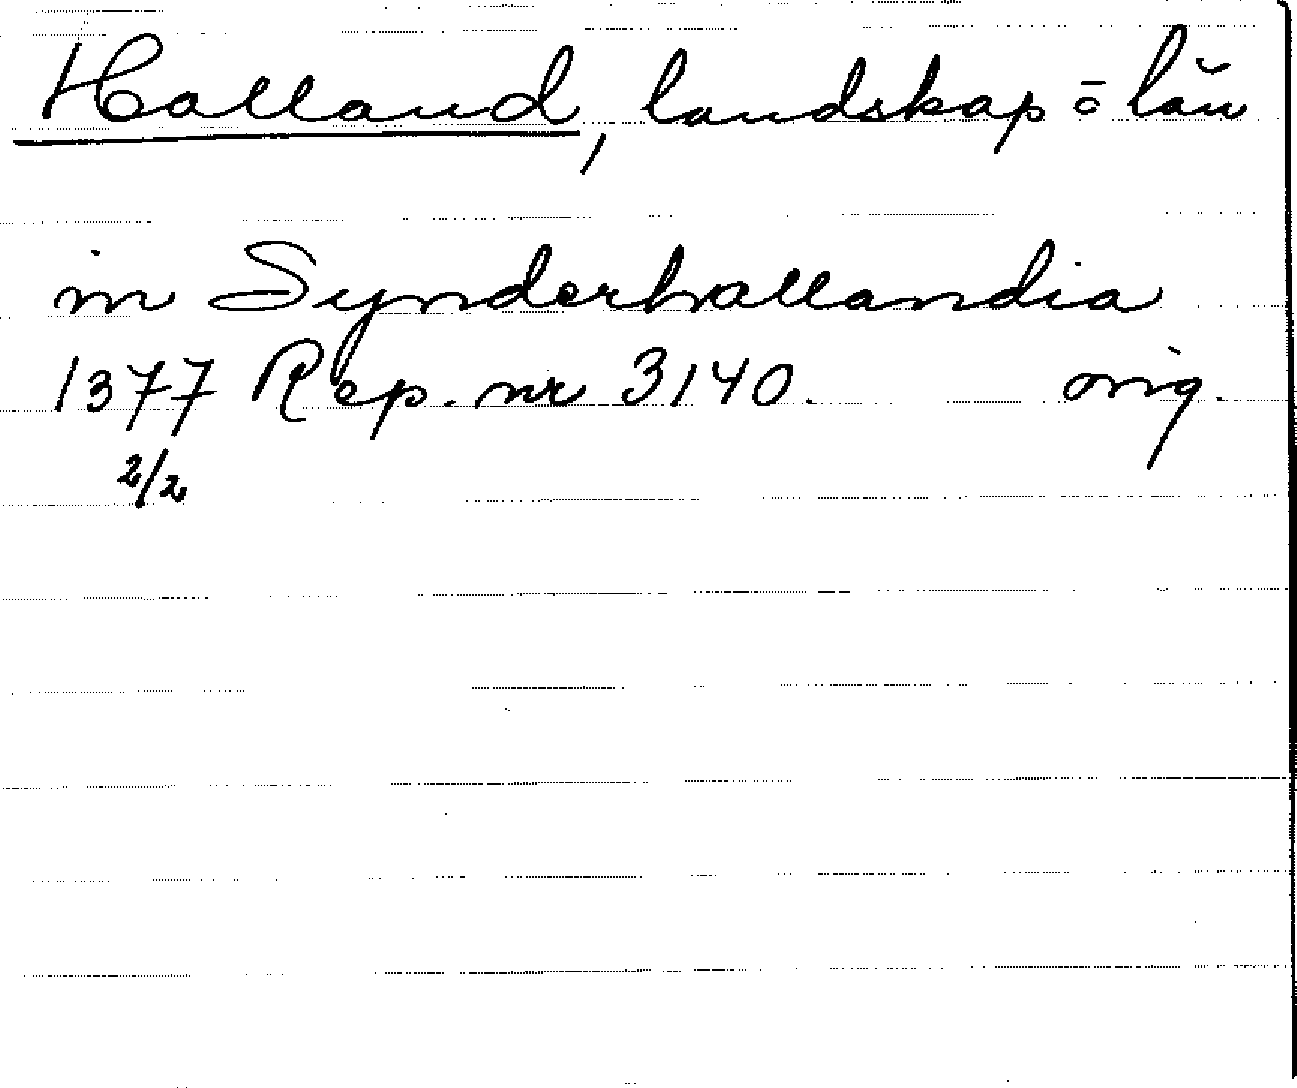 Halland, landskap o län
in Synderhallandia
1377 Rep. nr 3140. orig.
2/2